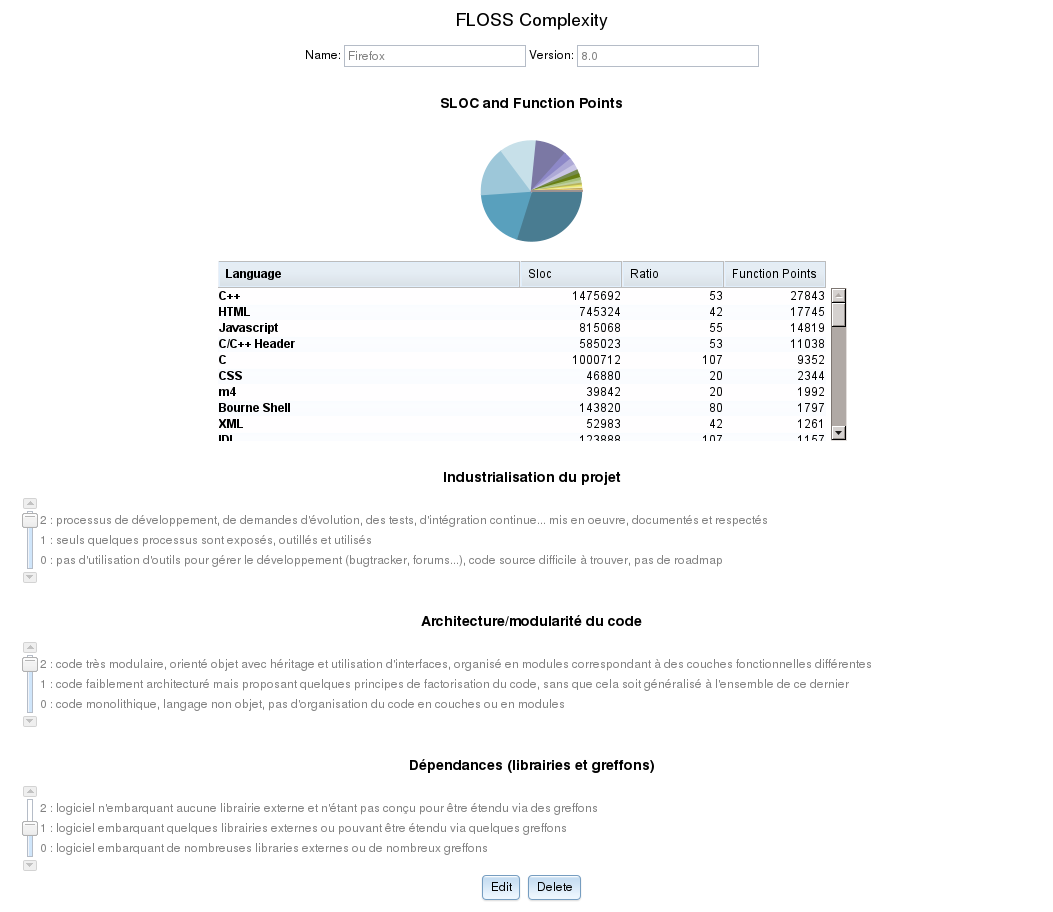 FLOSS Complexity
Name: Firefox Version: 8.0
SLOC and Function Points
Language Sloc Ratio Function Points
C++ 1475692 53 27843
HTML 745324 42 17745
Javascript 815068 55 14819
C/C++ Header 585023 53 11038
C 1000712 107 9352
CSS 46880 20 2344
m4 39842 20 1992
Bourne Shell 143820 80 1797
XML 52983 42 1261
IDL 123888 107 1157
Industrialisation du projet
2 : processus de développement, de demandes d'évolution, des tests, d'intégration continue... mis en oeuvre, documentés et respectés
1 : seuls quelques processus sont exposés, outillés et utilisés
0 : pas d'utilisation d'outils pour gérer le développement (bugtracker, forums...), code source difficile à trouver, pas de roadmap
Architecture/modularité du code
2 : code très modulaire, orienté objet avec héritage et utilisation d'interfaces, organisé en modules correspondant à des couches fonctionnelles différentes
1 : code faiblement architecturé mais proposant quelques principes de factorisation du code, sans que cela soit généralisé à l'ensemble de ce dernier
0 : code monolithique, langage non objet, pas d'organisation du code en couches ou en modules
Dépendances (librairies et greffons)
2 : logiciel n'embarquant aucune librairie externe et n'étant pas conçu pour être étendu via des greffons
1 : logiciel embarquant quelques librairies externes ou pouvant être étendu via quelques greffons
0 : logiciel embarquant de nombreuses libraries externes ou de nombreux greffons
Edit Delete